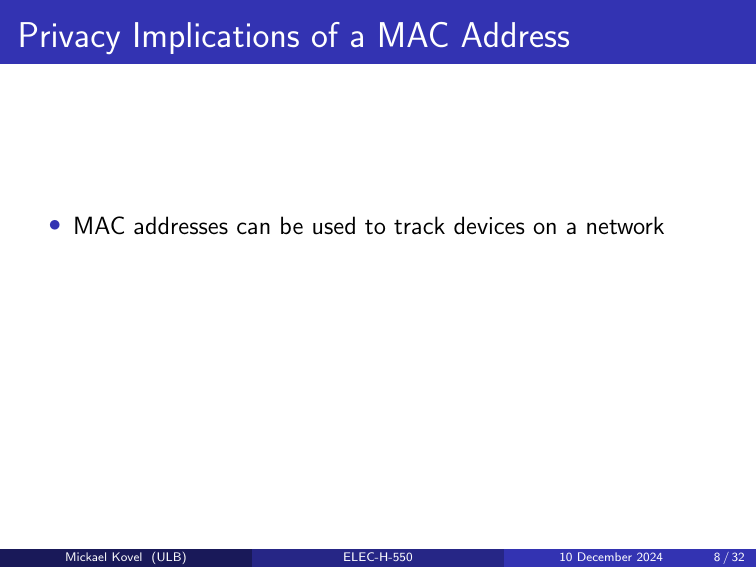 Privacy Implications of a MAC Address
• MAC addresses can be used to track devices on a network
Mickael Kovel (ULB) ELEC-H-550 10 December 2024 8 / 32